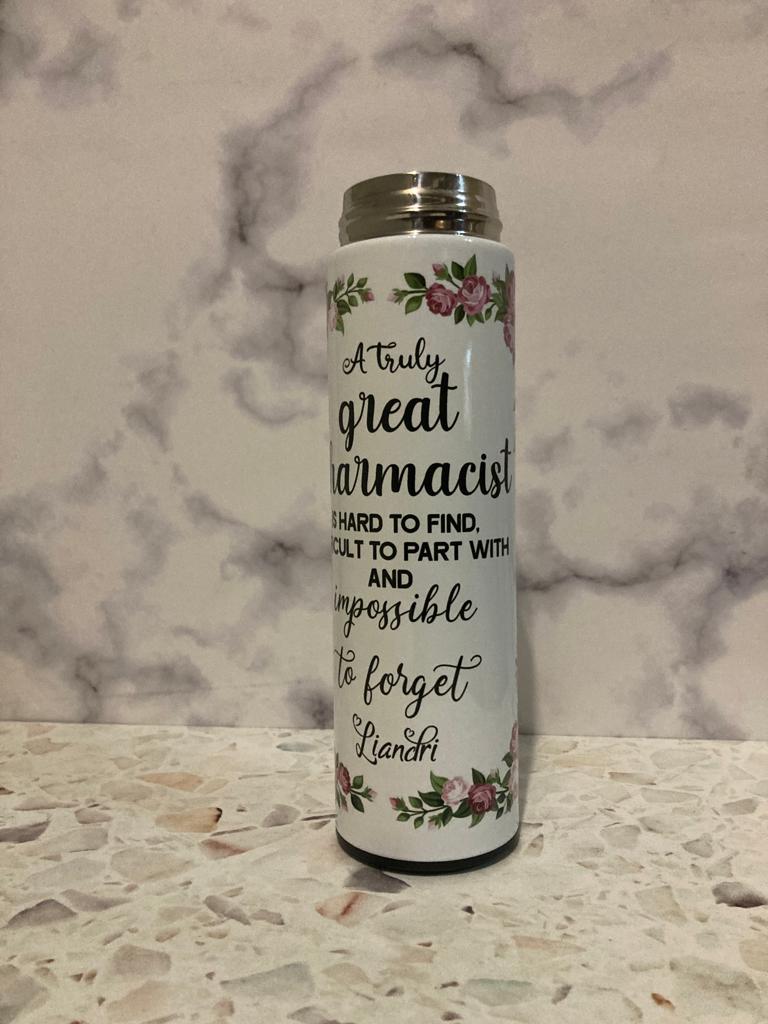 A truly
great
harmacist
IS HARD TO FIND,
ICULT TO PART WITH
AND
impossible
to forget
Liandri